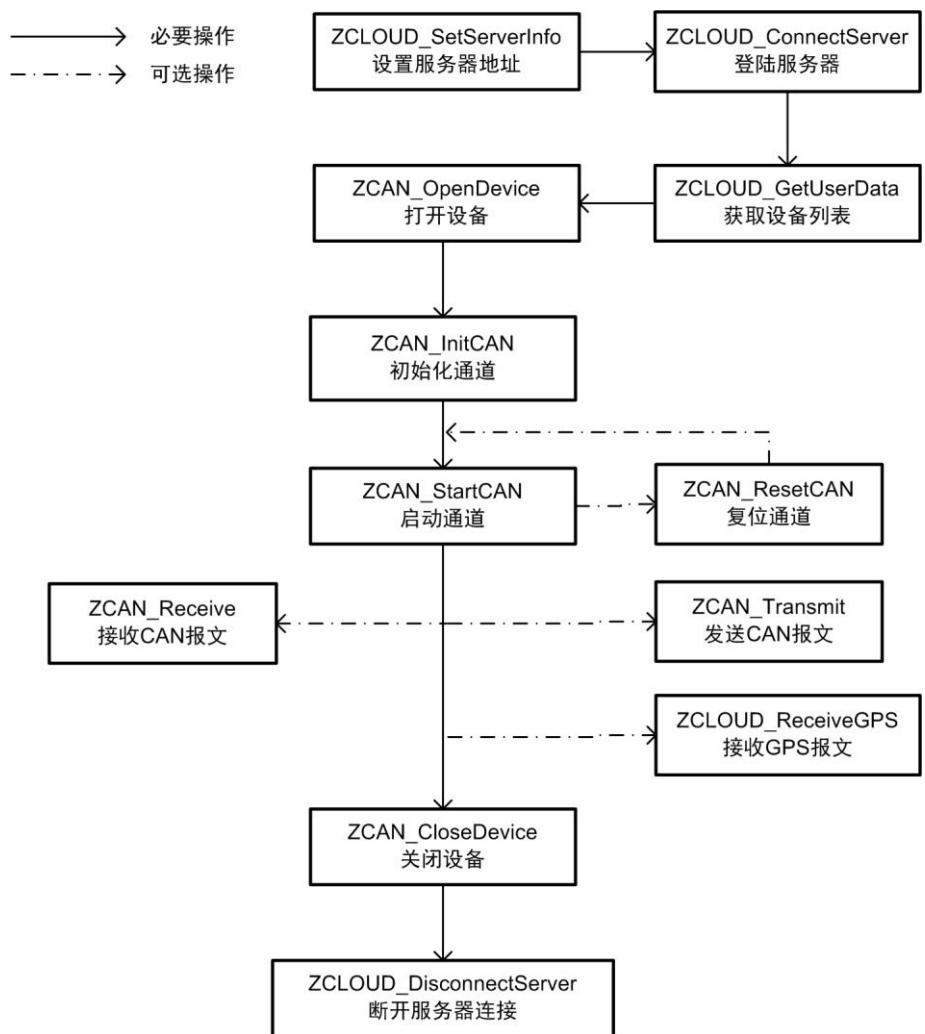 必要操作
可选操作
ZCLOUD_SetServerInfo
设置服务器地址
ZCLOUD_ConnectServer
登陆服务器
ZCAN_OpenDevice
打开设备
ZCLOUD_GetUserData
获取设备列表
ZCAN_InitCAN
初始化通道
ZCAN_StartCAN
启动通道
ZCAN_ResetCAN
复位通道
ZCAN_Receive
接收CAN报文
ZCAN_Transmit
发送CAN报文
ZCLOUD_ReceiveGPS
接收GPS报文
ZCAN_CloseDevice
关闭设备
ZCLOUD_DisconnectServer
断开服务器连接